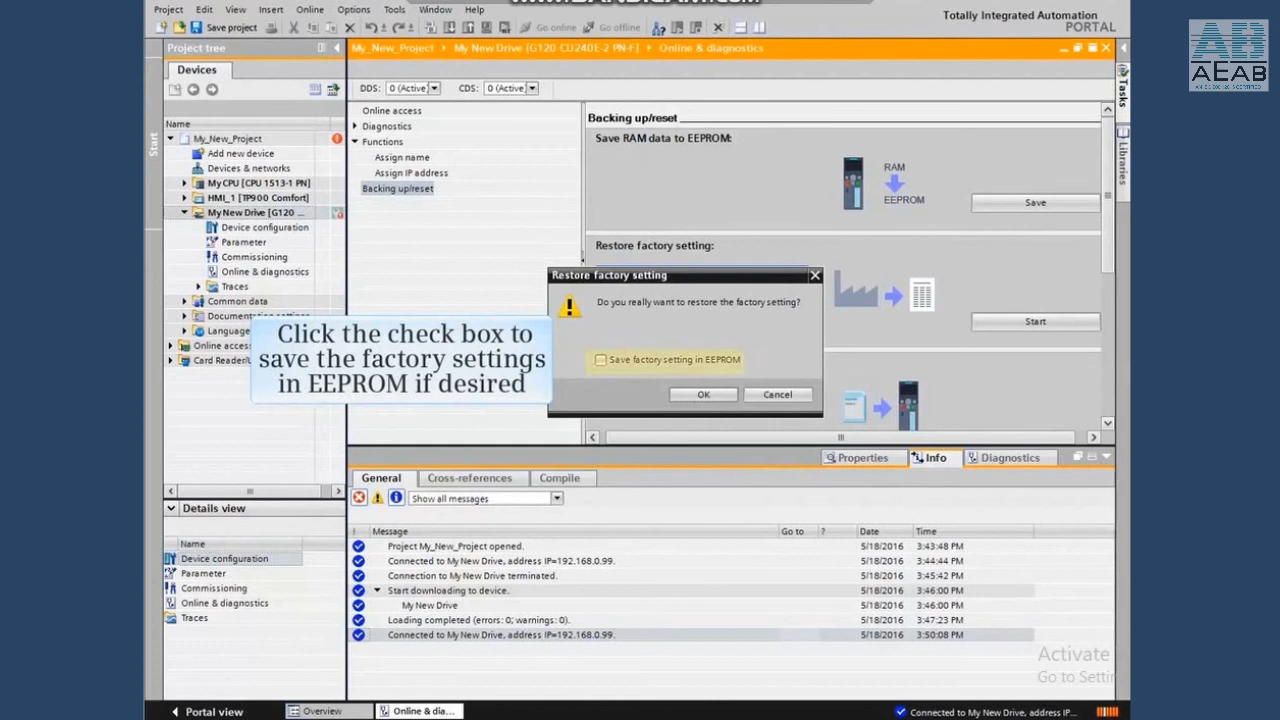 Project Edit View Insert Online Options Tools Window Help
Totally Integrated Automation
PORTAL
Save project
Go online
Go offline
AEAB
Project tree
My_New_Project
My New Drive [G120 CU240E-2 PN-F]
Online & diagnostics
Devices
DDS: 0 (Active)
CDS: 0 (Active)
Tasks
Libraries
Start
Name
My_New_Project
Add new device
Devices & networks
My CPU [CPU 1513-1 PN]
HMI_1 [TP900 Comfort]
My New Drive [G120 ...
Device configuration
Parameter
Commissioning
Online & diagnostics
Traces
Common data
Documentation settings
Language
Online access
Card Reader/U
Online access
Diagnostics
Functions
Assign name
Assign IP address
Backing up/reset
Backing up/reset
Save RAM data to EEPROM:
RAM
EEPROM
Save
Restore factory setting:
Start
Restore factory setting
Do you really want to restore the factory setting?
Save factory setting in EEPROM
OK
Cancel
Click the check box to
save the factory settings
in EEPROM if desired
Properties
Info
Diagnostics
General
Cross-references
Compile
Show all messages
! Message Go to ? Date Time
Project My_New_Project opened. 5/18/2016 3:43:48 PM
Connected to My New Drive, address IP=192.168.0.99. 5/18/2016 3:44:44 PM
Connection to My New Drive terminated. 5/18/2016 3:45:42 PM
Start downloading to device. 5/18/2016 3:46:00 PM
My New Drive 5/18/2016 3:46:00 PM
Loading completed (errors: 0; warnings: 0). 5/18/2016 3:47:23 PM
Connected to My New Drive, address IP=192.168.0.99. 5/18/2016 3:50:08 PM
Details view
Name
Device configuration
Parameter
Commissioning
Online & diagnostics
Traces
Activate
Go to Settin
Portal view
Overview
Online & dia...
Connected to My New Drive, address IP...